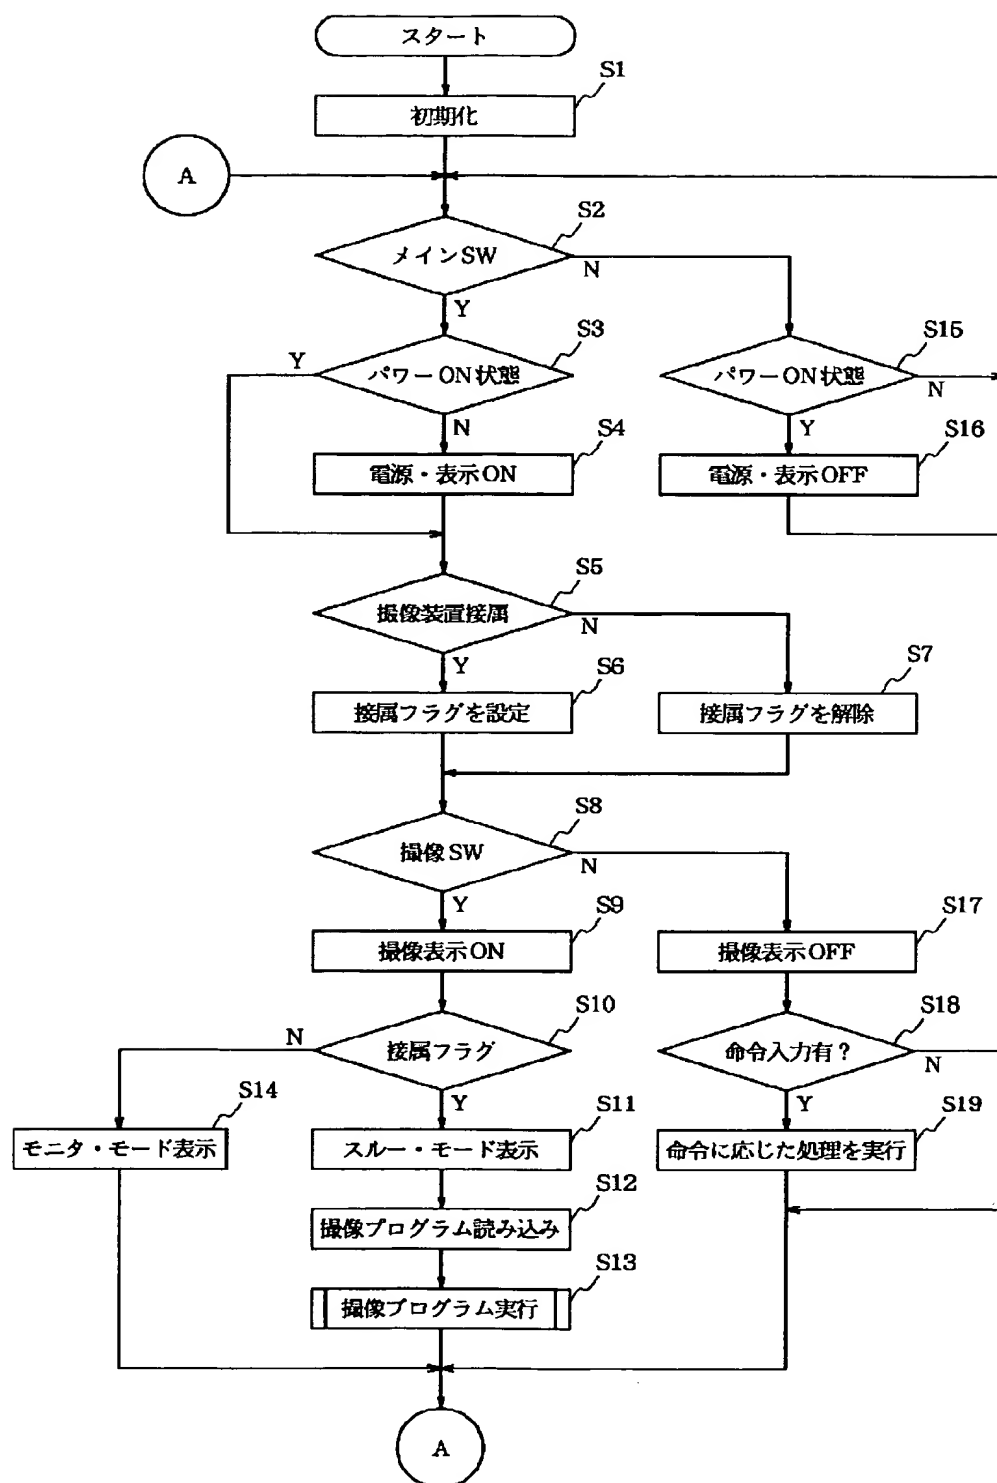 スタート
S1
初期化
A
S2
メインSW
N
Y
S3
S15
Y
パワーON状態
パワーON状態
N
N
Y
S4
S16
電源・表示ON
電源・表示OFF
S5
撮像装置接属
N
Y
S6
S7
接属フラグを設定
接属フラグを解除
S8
撮像SW
N
Y
S9
S17
撮像表示ON
撮像表示OFF
S10
S18
N
接属フラグ
命令入力有?
N
Y
Y
S14
S11
S19
モニタ・モード表示
スルー・モード表示
命令に応じた処理を実行
S12
撮像プログラム読み込み
S13
撮像プログラム実行
A